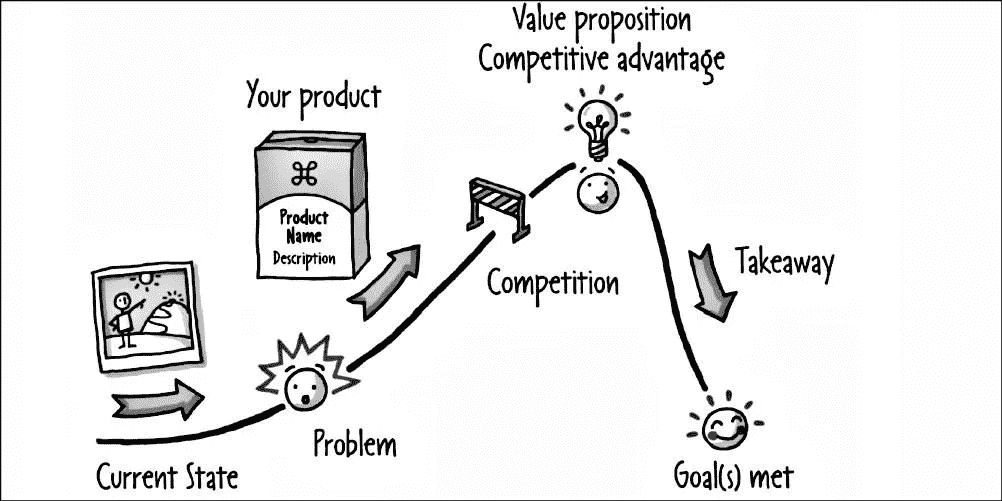 Value proposition
Competitive advantage
Your product
Product
Name
Description
Competition
Takeaway
Problem
Current State
Goal(s) met